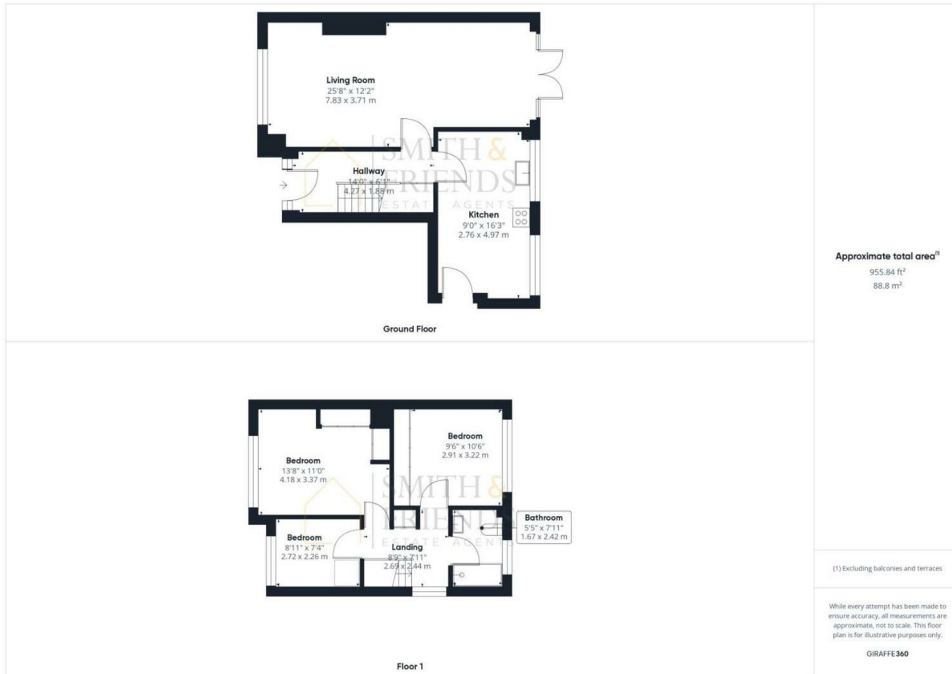 Living Room
25'8" x 12'2"
7.83 x 3.71 m
SMITH &
FRIENDS
ESTATE AGENTS
Hallway
14'0" x 6'1"
4.27 x 1.88 m
Kitchen
9'0" x 16'3"
2.76 x 4.97 m
Ground Floor
Approximate total area(1)
955.84 ft²
88.8 m²
Bedroom
13'8" x 11'0"
4.18 x 3.37 m
Bedroom
9'6" x 10'6"
2.91 x 3.22 m
SMITH &
FRIENDS
ESTATE AGENTS
Bedroom
8'11" x 7'4"
2.72 x 2.26 m
Landing
8'9" x 7'11"
2.69 x 2.44 m
Bathroom
5'5" x 7'11"
1.67 x 2.42 m
Floor 1
(1) Excluding balconies and terraces
While every attempt has been made to
ensure accuracy, all measurements are
approximate, not to scale. This floor
plan is for illustrative purposes only.
GIRAFFE360